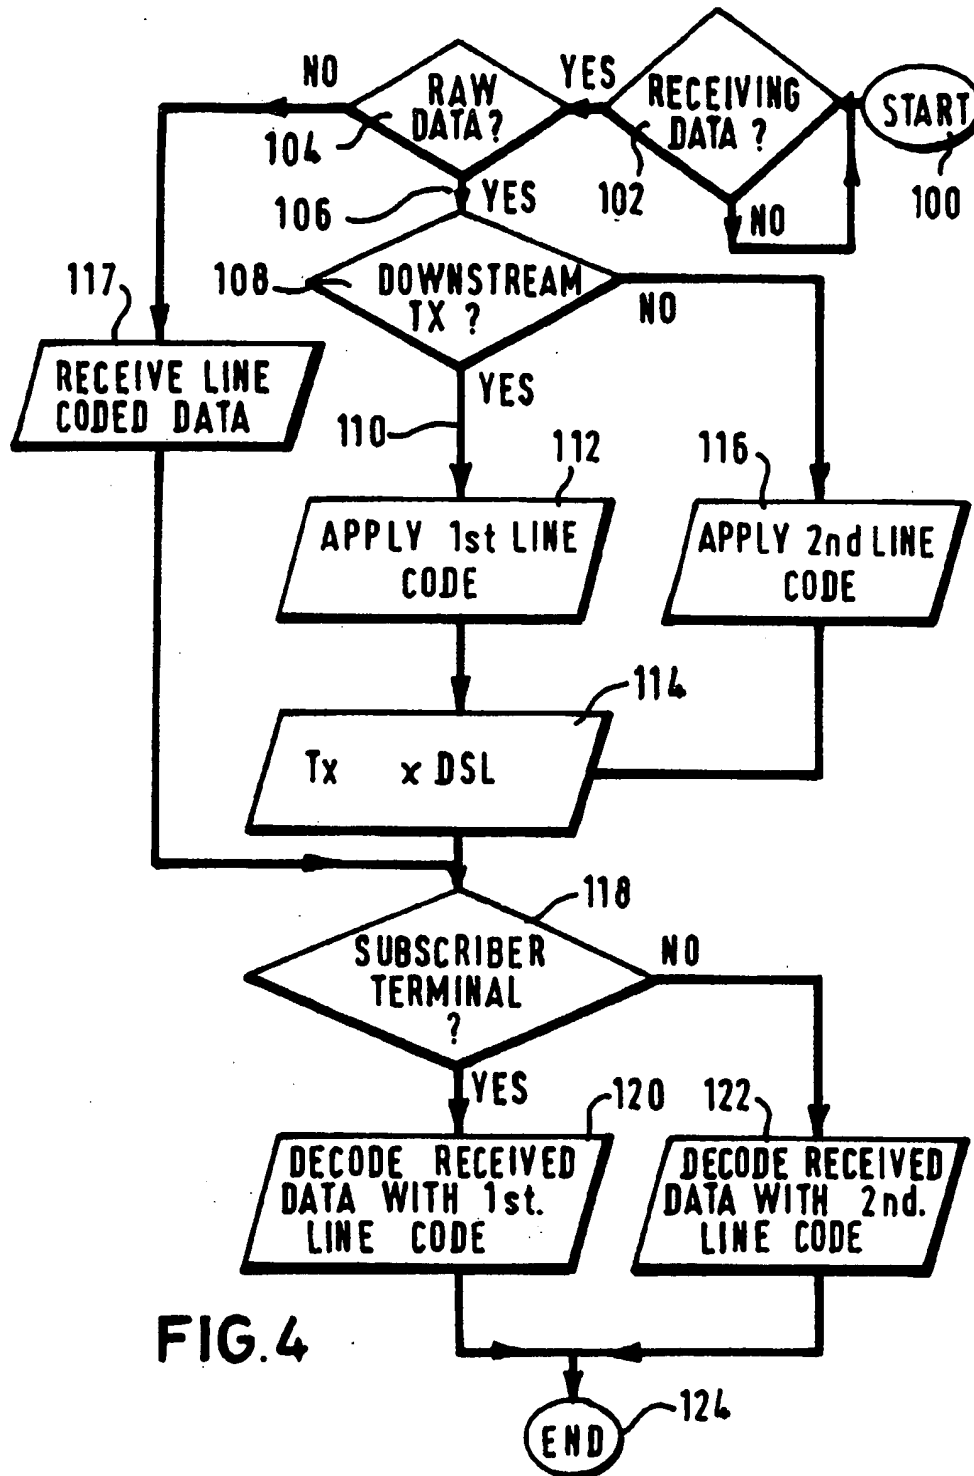 NO
RAW
DATA?
104
YES
RECEIVING
DATA ?
102
START
100
106
YES
NO
117
108
DOWNSTREAM
TX ?
NO
RECEIVE LINE
CODED DATA
YES
110
112
116
APPLY 1st LINE
CODE
APPLY 2nd LINE
CODE
114
Tx x DSL
118
SUBSCRIBER
TERMINAL
?
NO
YES
120
122
DECODE RECEIVED
DATA WITH 1st.
LINE CODE
DECODE RECEIVED
DATA WITH 2nd.
LINE CODE
FIG.4
124
END